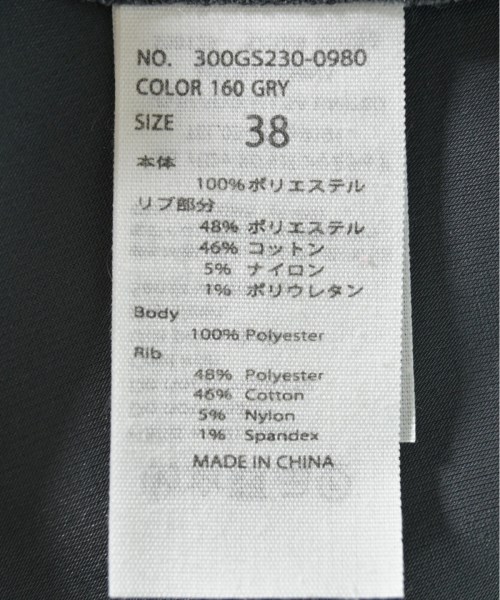 NO. 300GS230-0980
COLOR 160 GRY
SIZE 38
本体
100%ポリエステル
リブ部分
48% ポリエステル
46% コットン
5% ナイロン
1% ポリウレタン
Body
100% Polyester
Rib
48% Polyester
46% Cotton
5% Nylon
1% Spandex
MADE IN CHINA